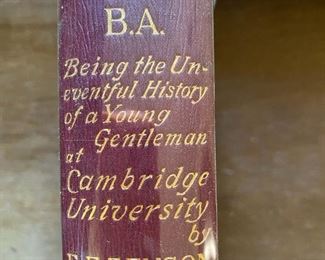 B.A.
Being the Un-
eventful History
of a Young
Gentleman
at
Cambridge
University
by